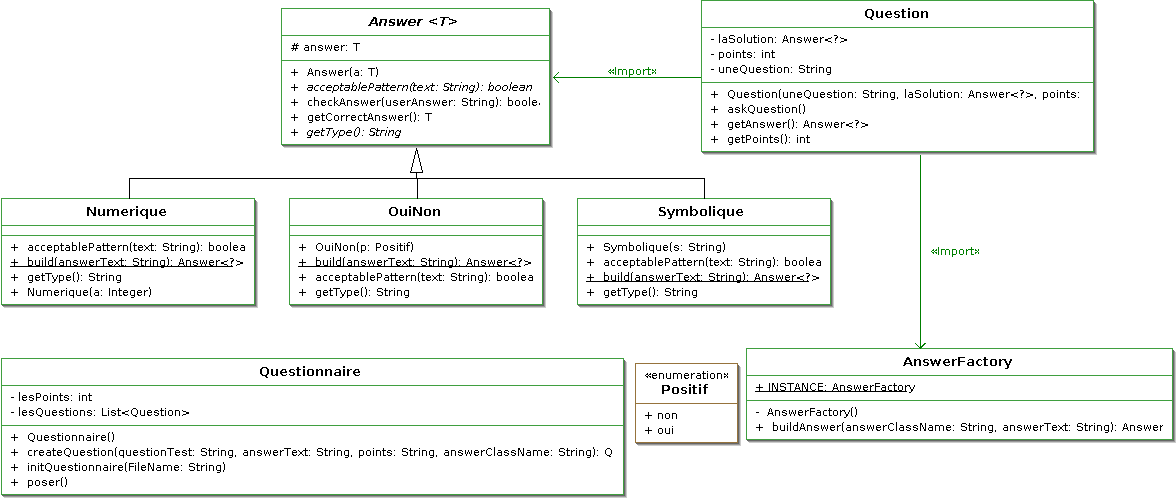 Answer <T>
# answer: T
+ Answer(a: T)
+ acceptablePattern(text: String): boolean
+ checkAnswer(userAnswer: String): boolea
+ getCorrectAnswer(): T
+ getType(): String
Question
- laSolution: Answer<?>
- points: int
- uneQuestion: String
+ Question(uneQuestion: String, laSolution: Answer<?>, points:
+ askQuestion()
+ getAnswer(): Answer<?>
+ getPoints(): int
«Import»
Numerique
+ acceptablePattern(text: String): boolea
+ build(answerText: String): Answer<?>
+ getType(): String
+ Numerique(a: Integer)
OuiNon
+ OuiNon(p: Positif)
+ build(answerText: String): Answer<?>
+ acceptablePattern(text: String): boolea
+ getType(): String
Symbolique
+ Symbolique(s: String)
+ acceptablePattern(text: String): boolea
+ build(answerText: String): Answer<?>
+ getType(): String
«Import»
Questionnaire
- lesPoints: int
- lesQuestions: List<Question>
+ Questionnaire()
+ createQuestion(questionTest: String, answerText: String, points: String, answerClassName: String): Q
+ initQuestionnaire(FileName: String)
+ poser()
«enumeration»
Positif
+ non
+ oui
AnswerFactory
+ INSTANCE: AnswerFactory
- AnswerFactory()
+ buildAnswer(answerClassName: String, answerText: String): Answer